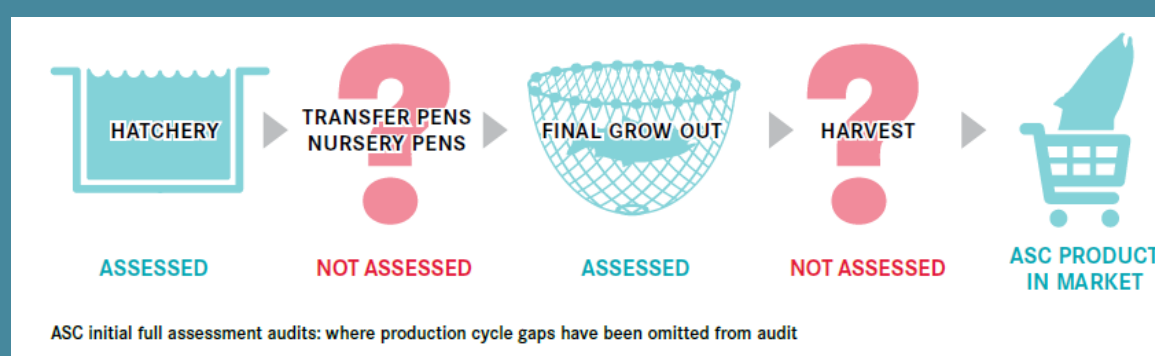 HATCHERY
TRANSFER PENS
NURSERY PENS
FINAL GROW OUT
HARVEST
ASSESSED
NOT ASSESSED
ASSESSED
NOT ASSESSED
ASC PRODUCT
IN MARKET
ASC initial full assessment audits: where production cycle gaps have been omitted from audit